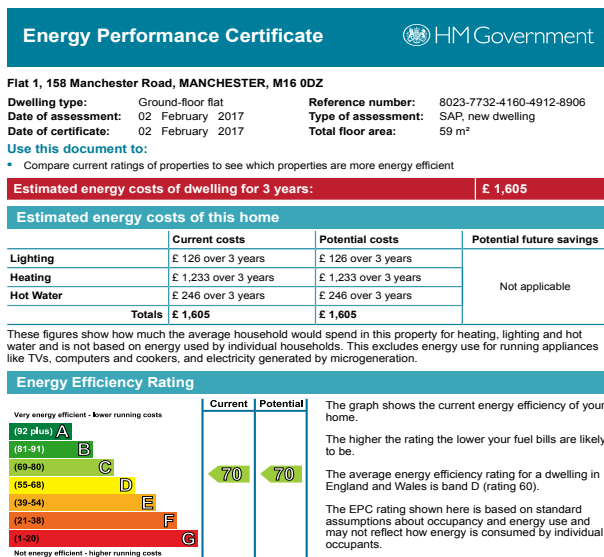 Energy Performance Certificate
HM Government
Flat 1, 158 Manchester Road, MANCHESTER, M16 0DZ
Dwelling type: Ground-floor flat
Date of assessment: 02 February 2017
Date of certificate: 02 February 2017
Reference number: 8023-7732-4160-4912-8906
Type of assessment: SAP, new dwelling
Total floor area: 59 m²
Use this document to:
• Compare current ratings of properties to see which properties are more energy efficient
Estimated energy costs of dwelling for 3 years: £ 1,605
Estimated energy costs of this home
Current costs Potential costs Potential future savings
Lighting £ 126 over 3 years £ 126 over 3 years
Heating £ 1,233 over 3 years £ 1,233 over 3 years
Hot Water £ 246 over 3 years £ 246 over 3 years
Not applicable
Totals £ 1,605 £ 1,605
These figures show how much the average household would spend in this property for heating, lighting and hot
water and is not based on energy used by individual households. This excludes energy use for running appliances
like TVs, computers and cookers, and electricity generated by microgeneration.
Energy Efficiency Rating
Current Potential
Very energy efficient - lower running costs
(92 plus) A
(81-91) B
(69-80) C
(55-68) D
(39-54) E
(21-38) F
(1-20) G
Not energy efficient - higher running costs
70 70
The graph shows the current energy efficiency of your
home.
The higher the rating the lower your fuel bills are likely
to be.
The average energy efficiency rating for a dwelling in
England and Wales is band D (rating 60).
The EPC rating shown here is based on standard
assumptions about occupancy and energy use and
may not reflect how energy is consumed by individual
occupants.